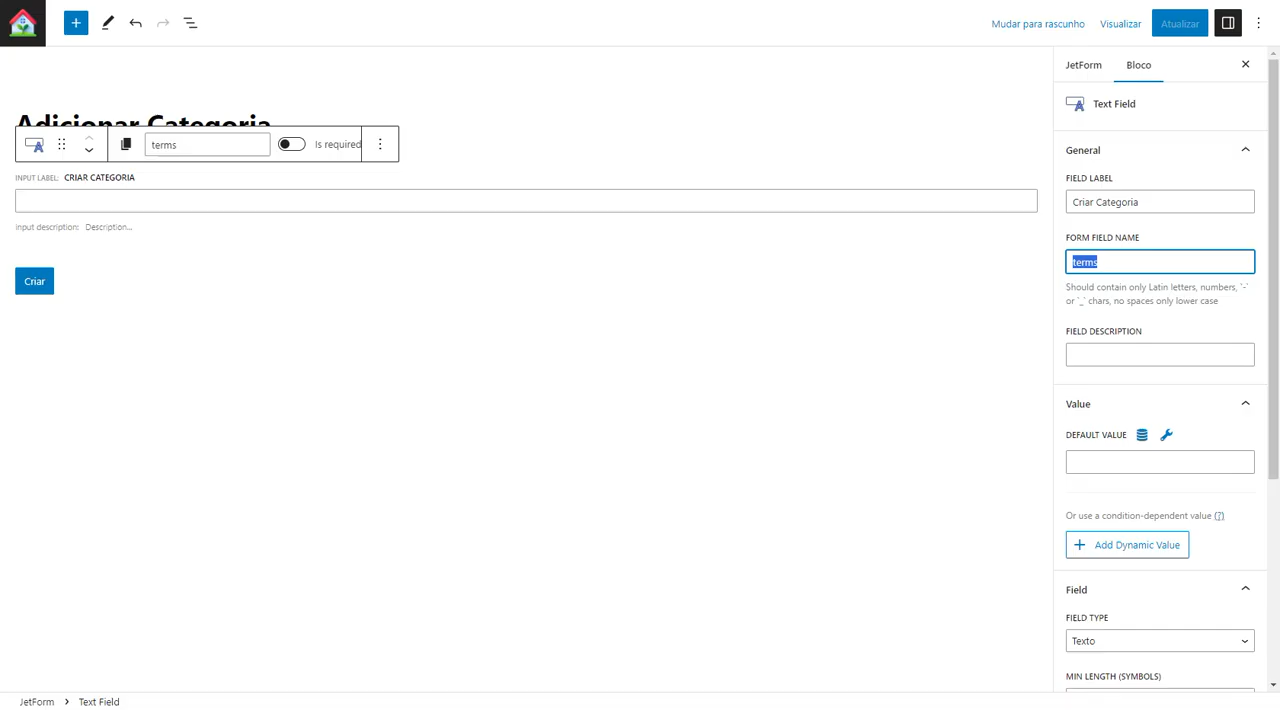 Mudar para rascunho Visualizar Atualizar
JetForm Bloco
Text Field
Adicionar Categoria
terms Is required
General
INPUT LABEL: CRIAR CATEGORIA
FIELD LABEL
Criar Categoria
Input description: Description...
FORM FIELD NAME
terms
Criar
Should contain only Latin letters, numbers, `-`
or `_` chars, no spaces only lower case
FIELD DESCRIPTION
Value
DEFAULT VALUE
Or use a condition-dependent value (?)
Add Dynamic Value
Field
FIELD TYPE
Texto
MIN LENGTH (SYMBOLS)
JetForm Text Field